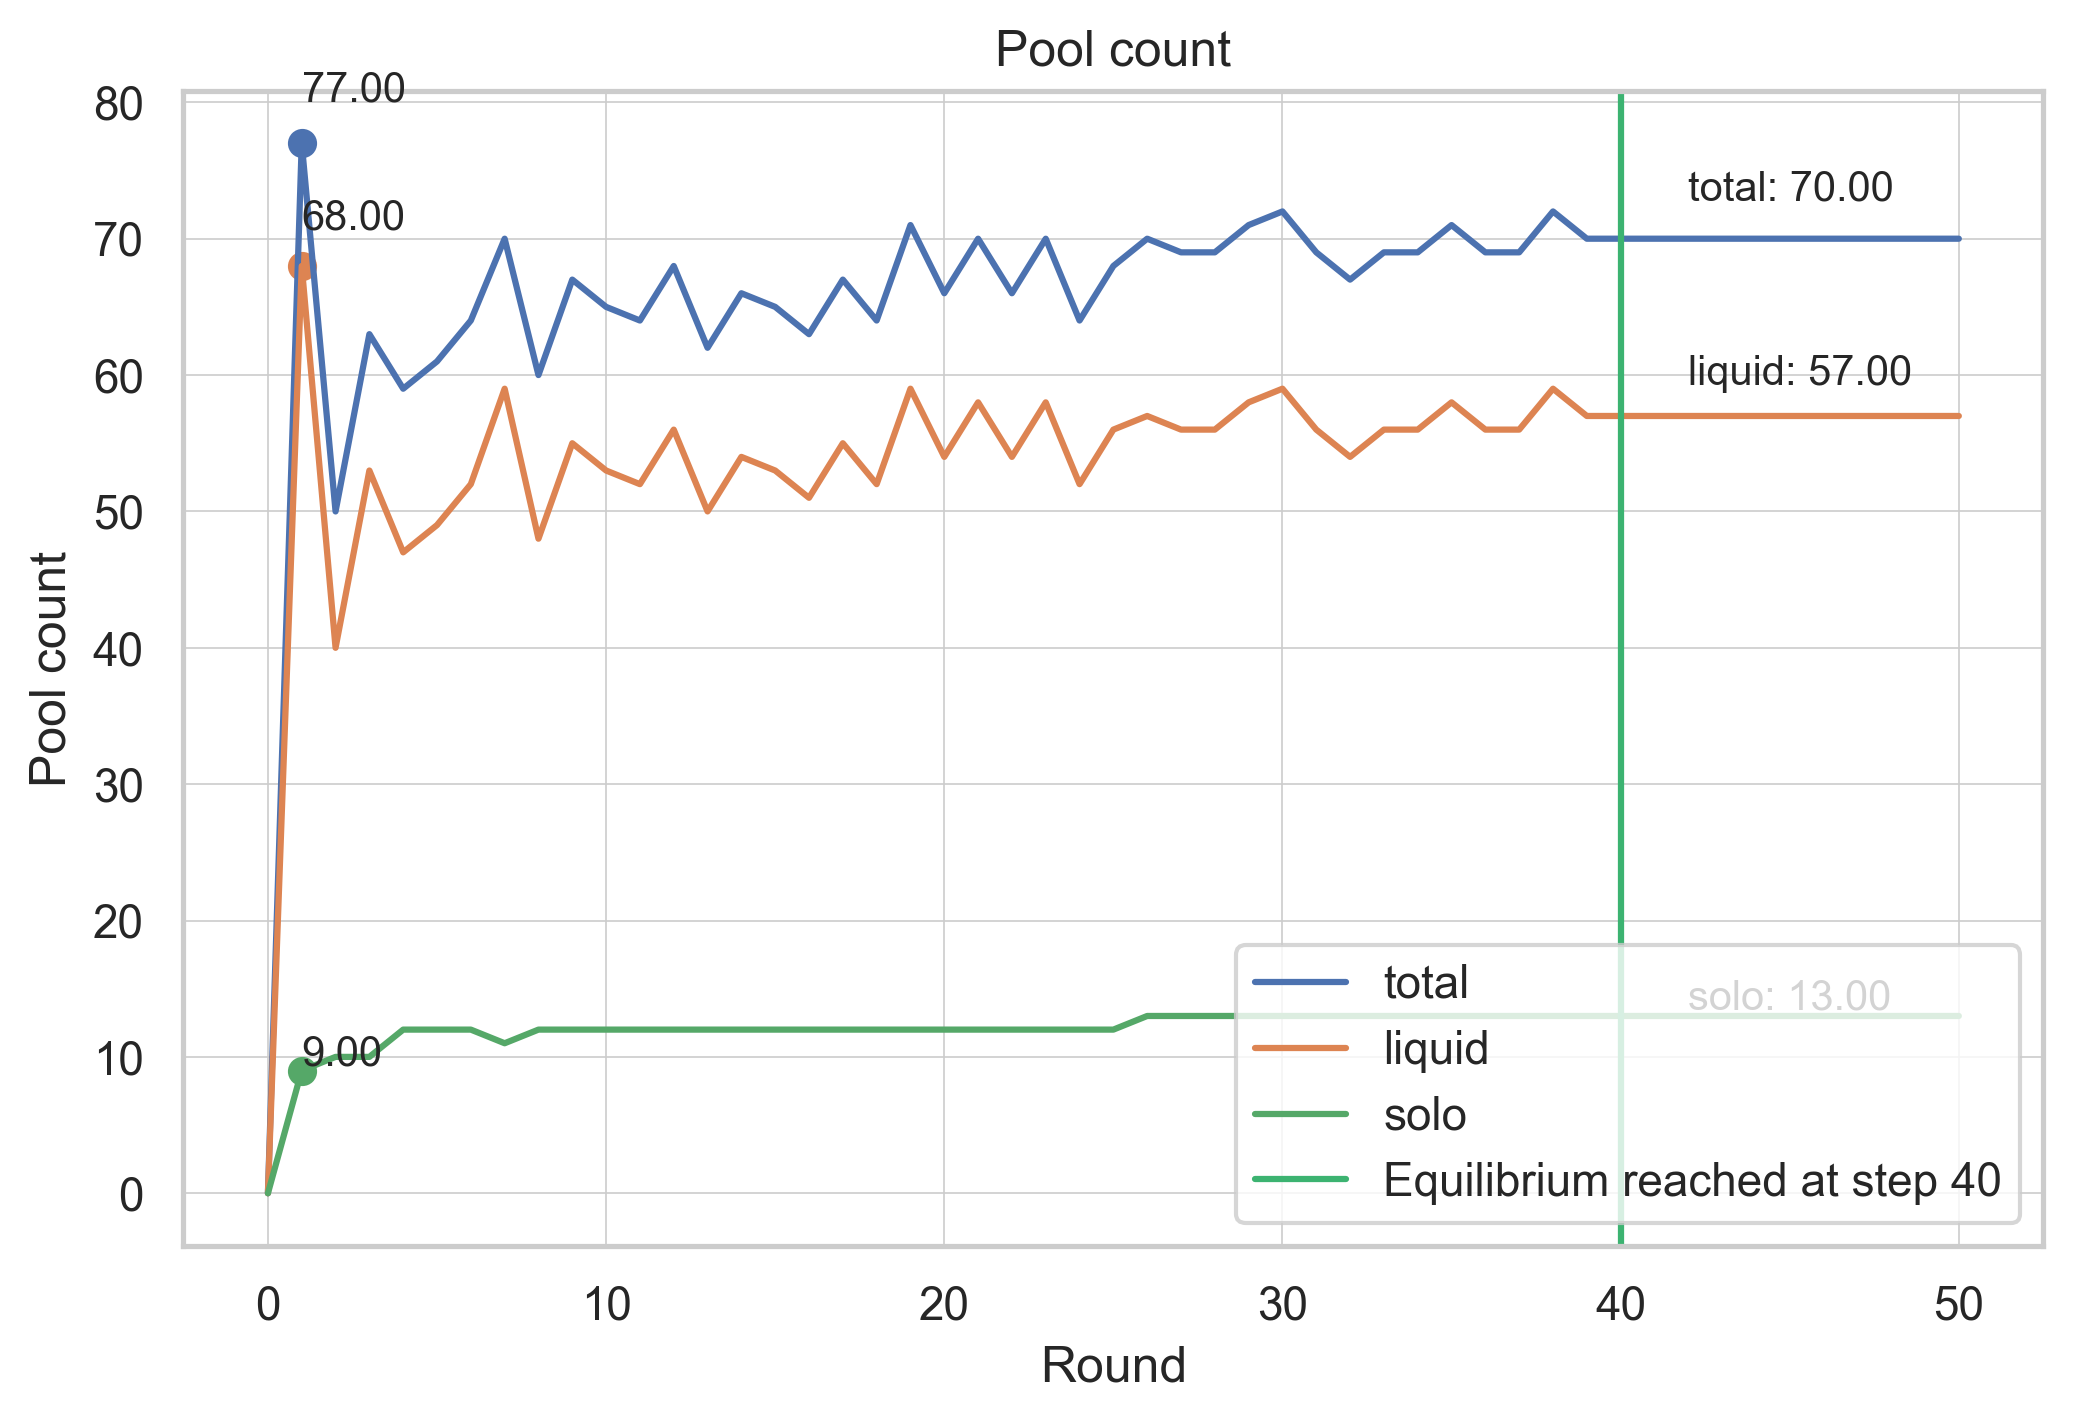 Pool count
77.00
68.00
9.00
total: 70.00
liquid: 57.00
solo: 13.00
80
70
60
50
40
30
20
10
0
Pool count
total
liquid
solo
Equilibrium reached at step 40
0
10
20
30
40
50
Round